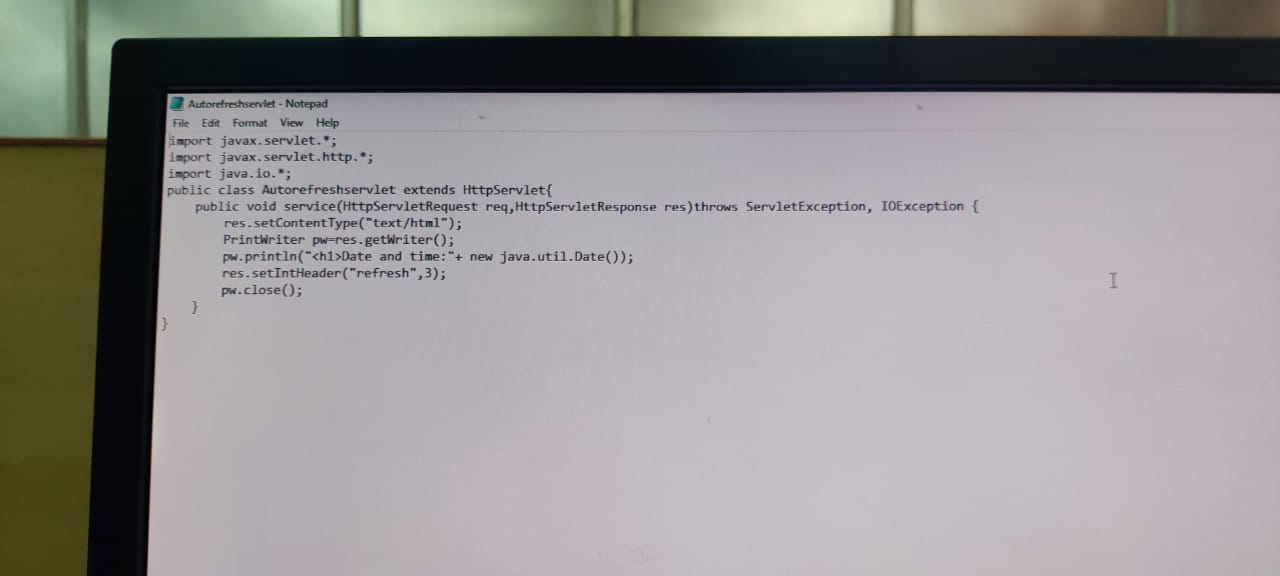 Autorefreshservlet - Notepad
File Edit Format View Help
import javax.servlet.*;
import javax.servlet.http.*;
import java.io.*;
public class Autorefreshservlet extends HttpServlet{
    public void service(HttpServletRequest req,HttpServletResponse res)throws ServletException, IOException {
        res.setContentType("text/html");
        PrintWriter pw=res.getWriter();
        pw.println("<h1>Date and time:"+ new java.util.Date());
        res.setIntHeader("refresh",3);
        pw.close();
    }
}